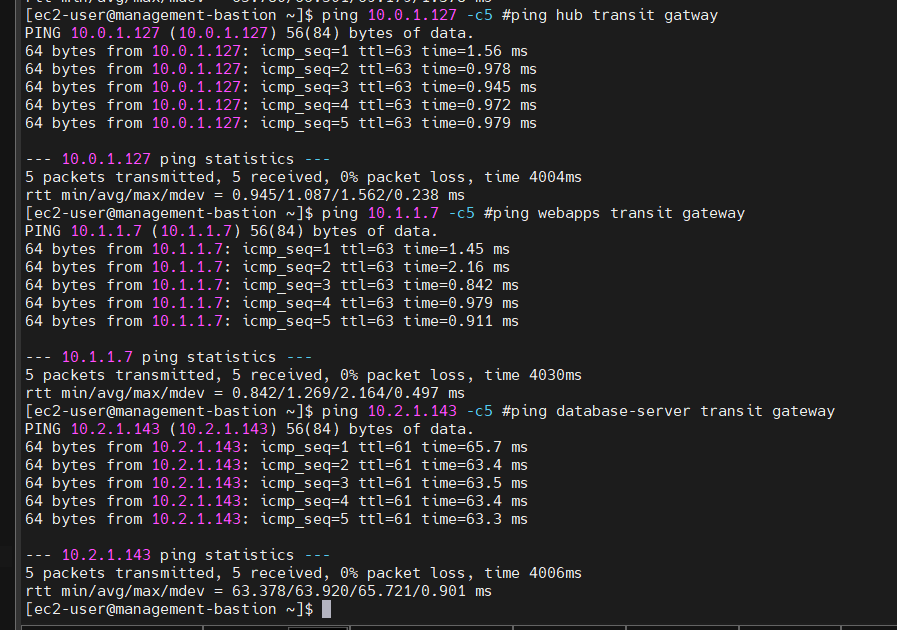 [ec2-user@management-bastion ~]$ ping 10.0.1.127 -c5 #ping hub transit gatway
PING 10.0.1.127 (10.0.1.127) 56(84) bytes of data.
64 bytes from 10.0.1.127: icmp_seq=1 ttl=63 time=1.56 ms
64 bytes from 10.0.1.127: icmp_seq=2 ttl=63 time=0.978 ms
64 bytes from 10.0.1.127: icmp_seq=3 ttl=63 time=0.945 ms
64 bytes from 10.0.1.127: icmp_seq=4 ttl=63 time=0.972 ms
64 bytes from 10.0.1.127: icmp_seq=5 ttl=63 time=0.979 ms
--- 10.0.1.127 ping statistics ---
5 packets transmitted, 5 received, 0% packet loss, time 4004ms
rtt min/avg/max/mdev = 0.945/1.087/1.562/0.238 ms
[ec2-user@management-bastion ~]$ ping 10.1.1.7 -c5 #ping webapps transit gateway
PING 10.1.1.7 (10.1.1.7) 56(84) bytes of data.
64 bytes from 10.1.1.7: icmp_seq=1 ttl=63 time=1.45 ms
64 bytes from 10.1.1.7: icmp_seq=2 ttl=63 time=2.16 ms
64 bytes from 10.1.1.7: icmp_seq=3 ttl=63 time=0.842 ms
64 bytes from 10.1.1.7: icmp_seq=4 ttl=63 time=0.979 ms
64 bytes from 10.1.1.7: icmp_seq=5 ttl=63 time=0.911 ms
--- 10.1.1.7 ping statistics ---
5 packets transmitted, 5 received, 0% packet loss, time 4030ms
rtt min/avg/max/mdev = 0.842/1.269/2.164/0.497 ms
[ec2-user@management-bastion ~]$ ping 10.2.1.143 -c5 #ping database-server transit gateway
PING 10.2.1.143 (10.2.1.143) 56(84) bytes of data.
64 bytes from 10.2.1.143: icmp_seq=1 ttl=61 time=65.7 ms
64 bytes from 10.2.1.143: icmp_seq=2 ttl=61 time=63.4 ms
64 bytes from 10.2.1.143: icmp_seq=3 ttl=61 time=63.5 ms
64 bytes from 10.2.1.143: icmp_seq=4 ttl=61 time=63.4 ms
64 bytes from 10.2.1.143: icmp_seq=5 ttl=61 time=63.3 ms
--- 10.2.1.143 ping statistics ---
5 packets transmitted, 5 received, 0% packet loss, time 4006ms
rtt min/avg/max/mdev = 63.378/63.920/65.721/0.901 ms
[ec2-user@management-bastion ~]$